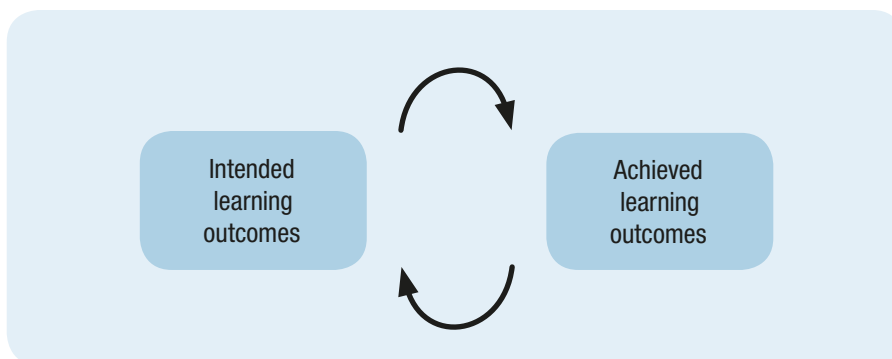 Intended
learning
outcomes
Achieved
learning
outcomes